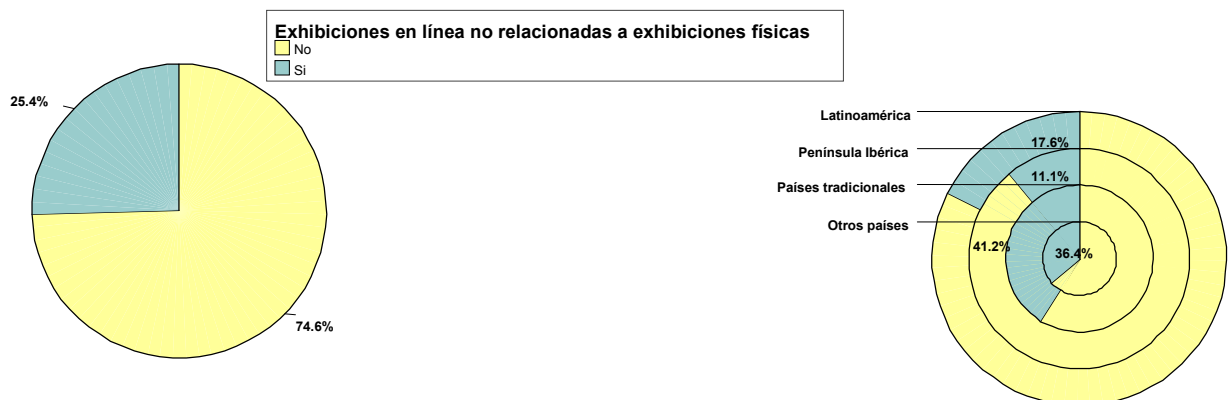 Exhibiciones en línea no relacionadas a exhibiciones físicas
No
Si
25.4%
74.6%
Latinoamérica
17.6%
Península Ibérica
11.1%
Países tradicionales
Otros países
41.2%
36.4%